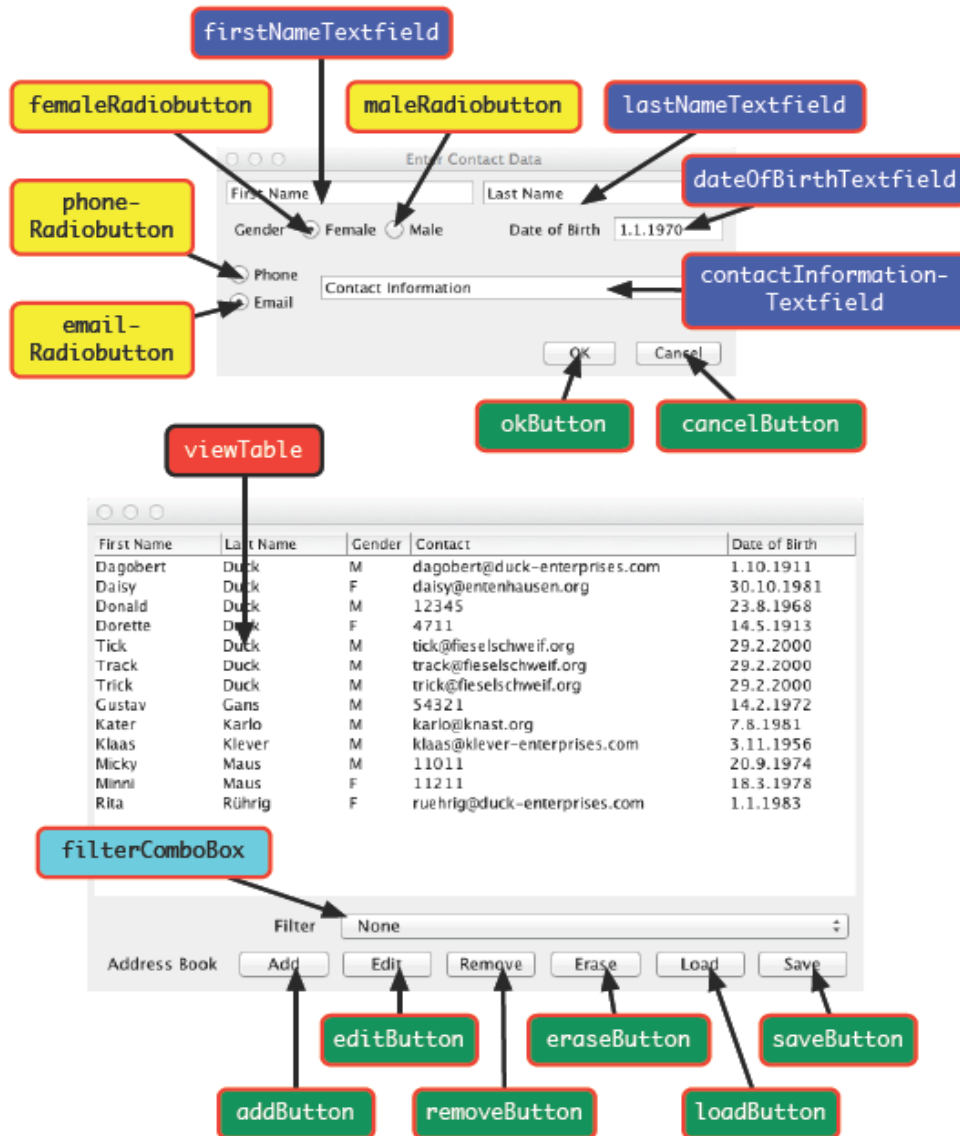 firstNameTextfield
femaleRadiobutton
maleRadiobutton
lastNameTextfield
Enter Contact Data
First Name
Last Name
dateOfBirthTextfield
phone-
Radiobutton
Gender Female Male Date of Birth 1.1.1970
Phone
Contact Information
contactInformation-
Textfield
Email
email-
Radiobutton
OK Cancel
okButton
cancelButton
viewTable
First Name Last Name Gender Contact Date of Birth
Dagobert Duck M dagobert@duck-enterprises.com 1.10.1911
Daisy Duck F daisy@entenhausen.org 30.10.1981
Donald Duck M 12345 23.8.1968
Dorette Duck F 4711 14.5.1913
Tick Duck M tick@fieselschweif.org 29.2.2000
Track Duck M track@fieselschweif.org 29.2.2000
Trick Duck M trick@fieselschweif.org 29.2.2000
Gustav Gans M 54321 14.2.1972
Kater Karlo M karlo@knast.org 7.8.1981
Klaas Klever M klaas@klever-enterprises.com 3.11.1956
Micky Maus M 11011 20.9.1974
Minni Maus F 11211 18.3.1978
Rita Rührig F ruehrig@duck-enterprises.com 1.1.1983
filterComboBox
Filter None
Address Book Add Edit Remove Erase Load Save
editButton
eraseButton
saveButton
addButton
removeButton
loadButton